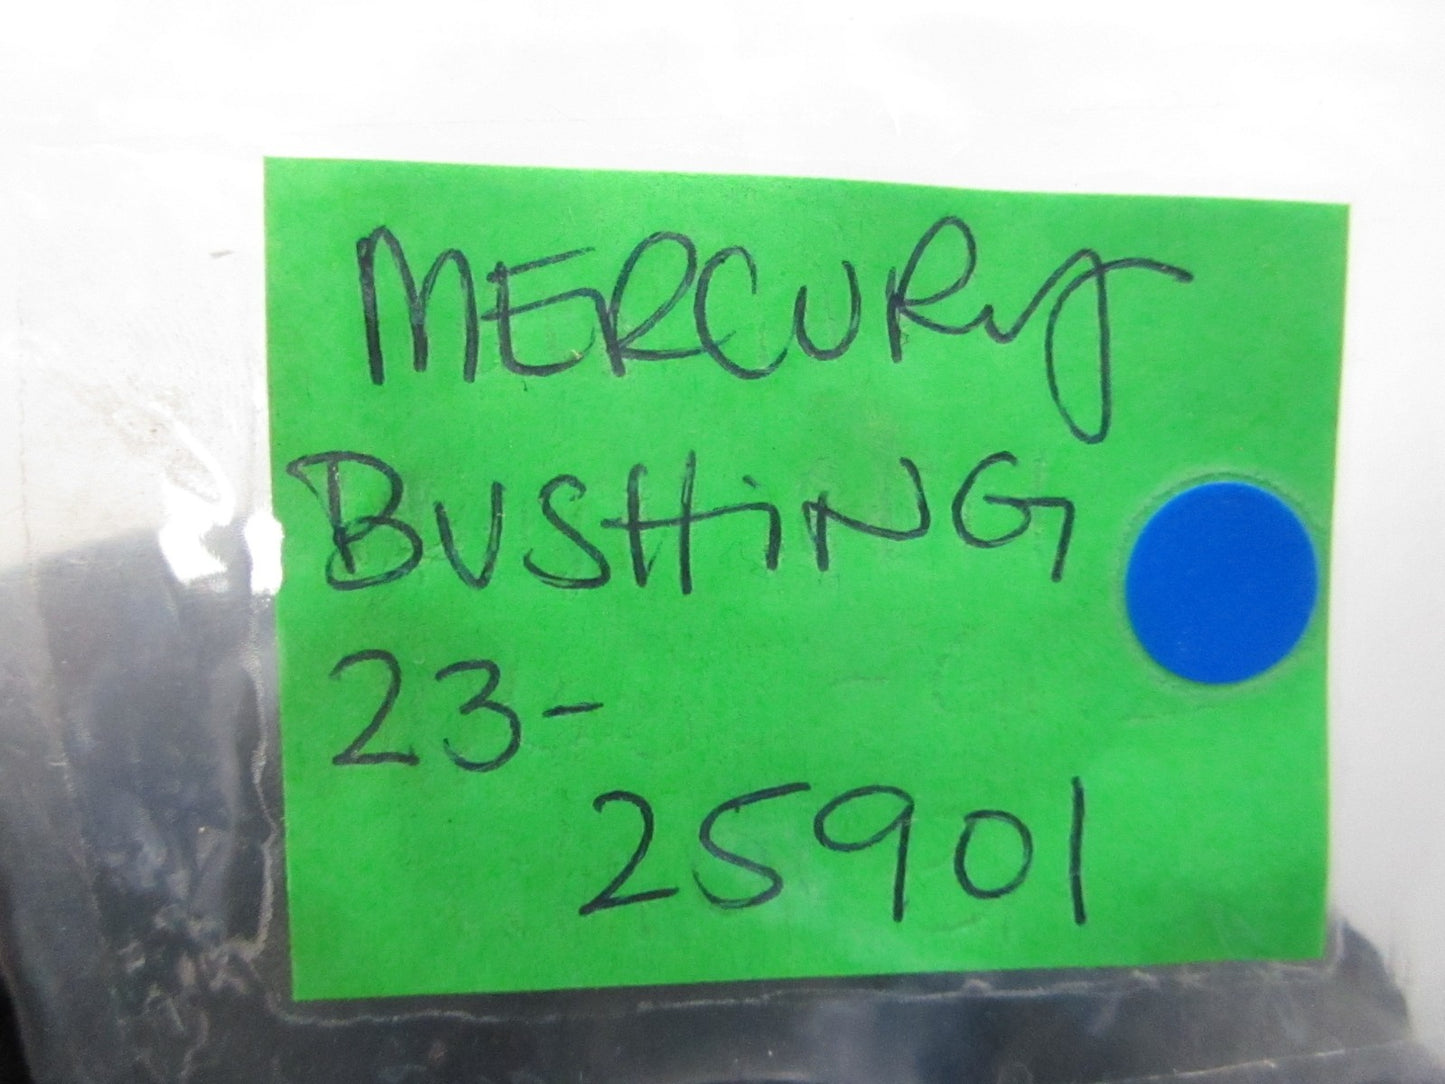 MERCURY
BUSHiNG
23-
25901